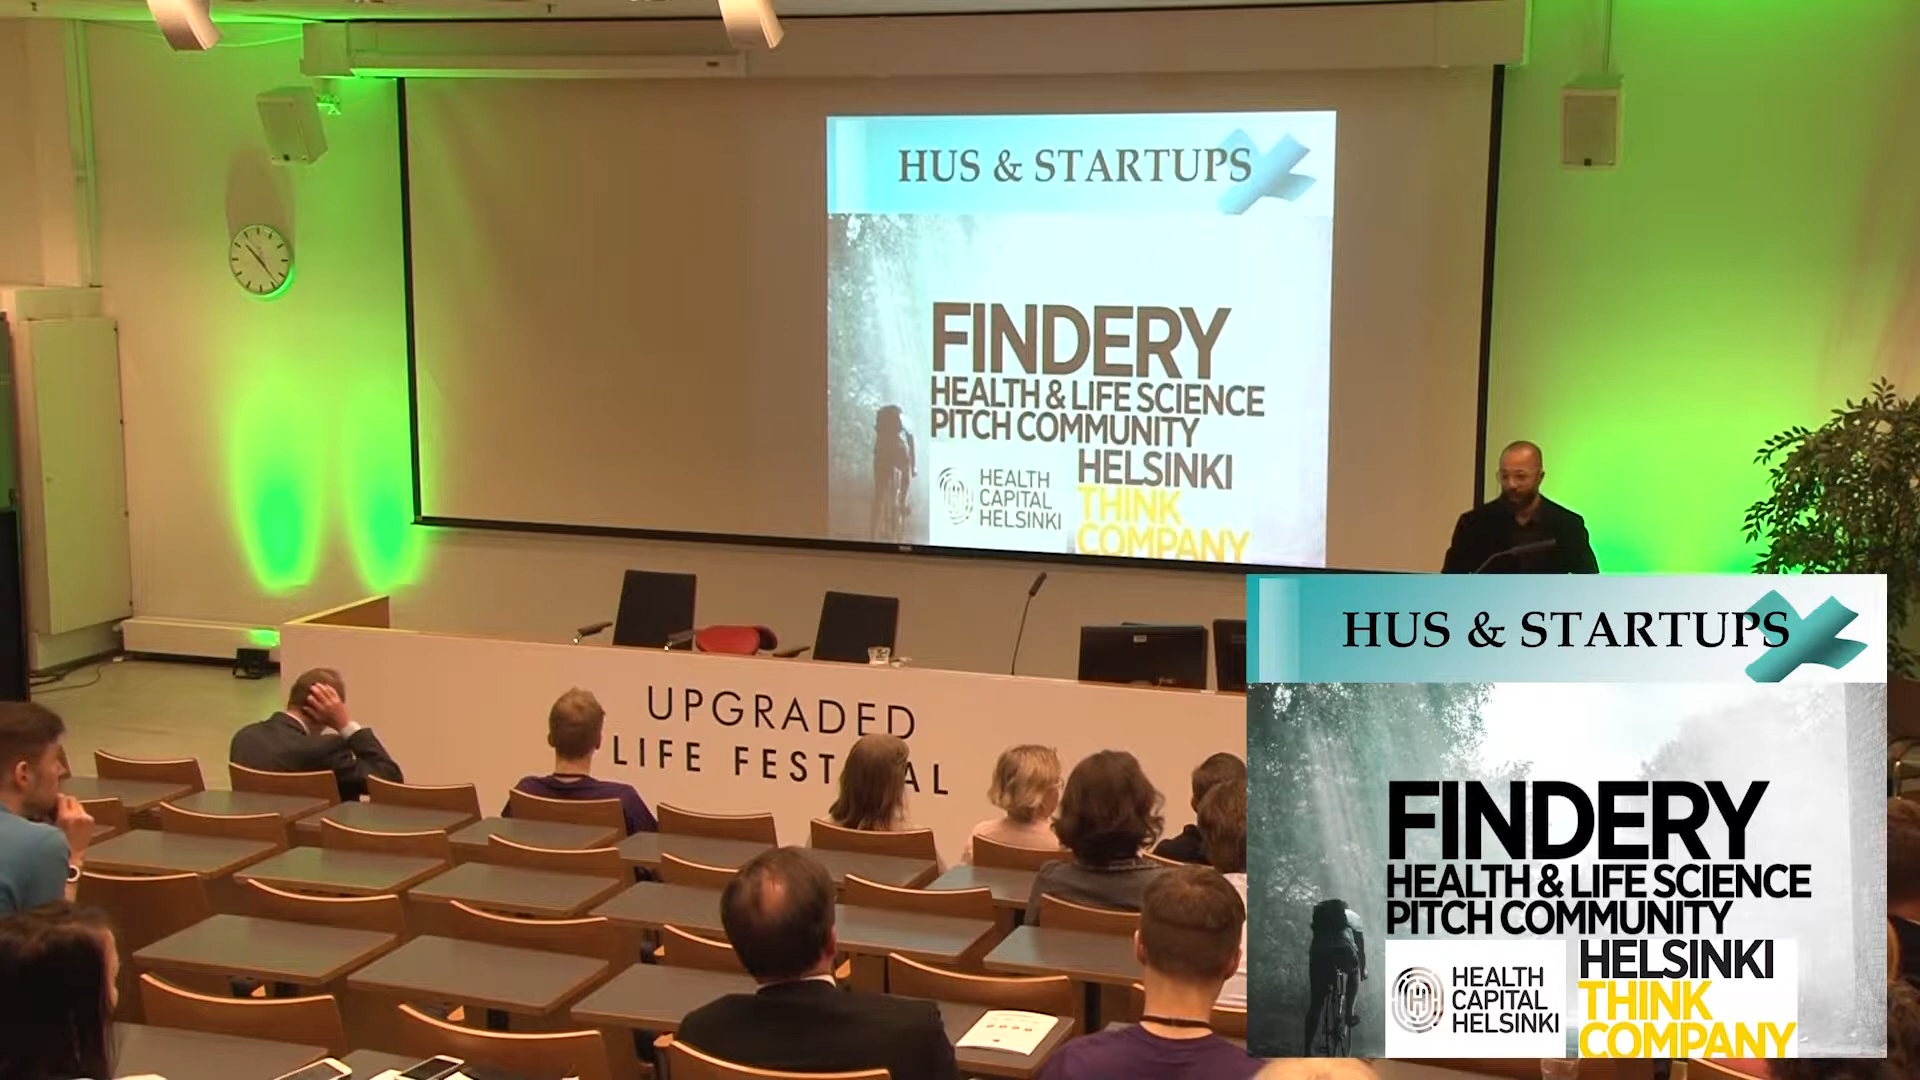 HUS & STARTUPS
FINDERY
HEALTH & LIFE SCIENCE
PITCH COMMUNITY
HEALTH
CAPITAL
HELSINKI
HELSINKI
THINK
COMPANY
UPGRADED
LIFE FEST AL
HUS & STARTUPS
FINDERY
HEALTH & LIFE SCIENCE
PITCH COMMUNITY
HEALTH
CAPITAL
HELSINKI
HELSINKI
THINK
COMPANY